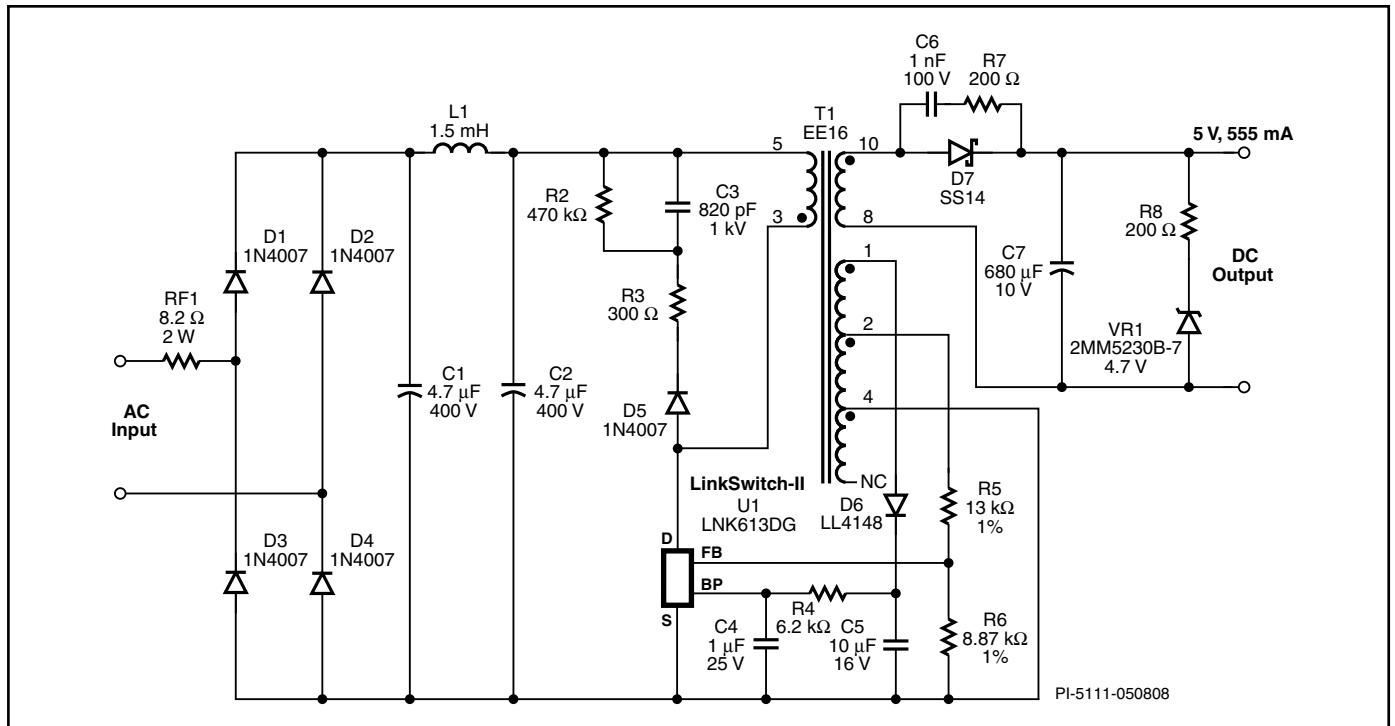 C6
1 nF
100 V
R7
200 Ω
L1
1.5 mH
T1
EE16
5
10
5 V, 555 mA
D7
SS14
R2
470 kΩ
C3
820 pF
1 kV
3
8
R8
200 Ω
D1
1N4007
D2
1N4007
1
C7
680 µF
10 V
DC
Output
RF1
8.2 Ω
2 W
R3
300 Ω
2
VR1
2MM5230B-7
4.7 V
AC
Input
C1
4.7 µF
400 V
C2
4.7 µF
400 V
D5
1N4007
4
NC
LinkSwitch-II
U1
LNK613DG
D6
LL4148
R5
13 kΩ
1%
D3
1N4007
D4
1N4007
D
FB
BP
S
R4
6.2 kΩ
C4
1 µF
25 V
C5
10 µF
16 V
R6
8.87 kΩ
1%
PI-5111-050808